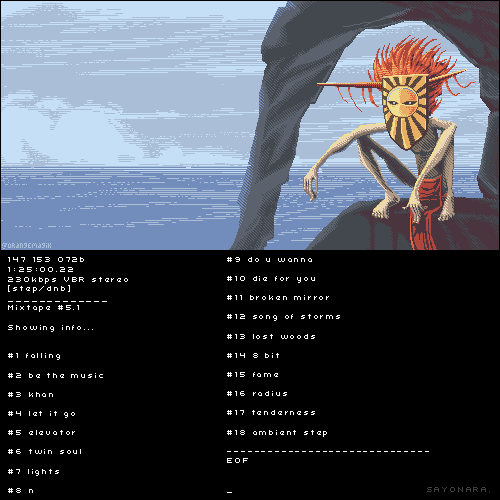 @ORANGEMAGIK
147 153 072b
1:25:00.22
230kbps VBR stereo
[step/dnb]
_____________
Mixtape #5.1
Showing info...
#1 falling
#2 be the music
#3 khan
#4 let it go
#5 elevator
#6 twin soul
#7 lights
#8 n
#9 do u wanna
#10 die for you
#11 broken mirror
#12 song of storms
#13 lost woods
#14 8 bit
#15 fame
#16 radius
#17 tenderness
#18 ambient step
------------------------------
EOF
_
SAYONARA.